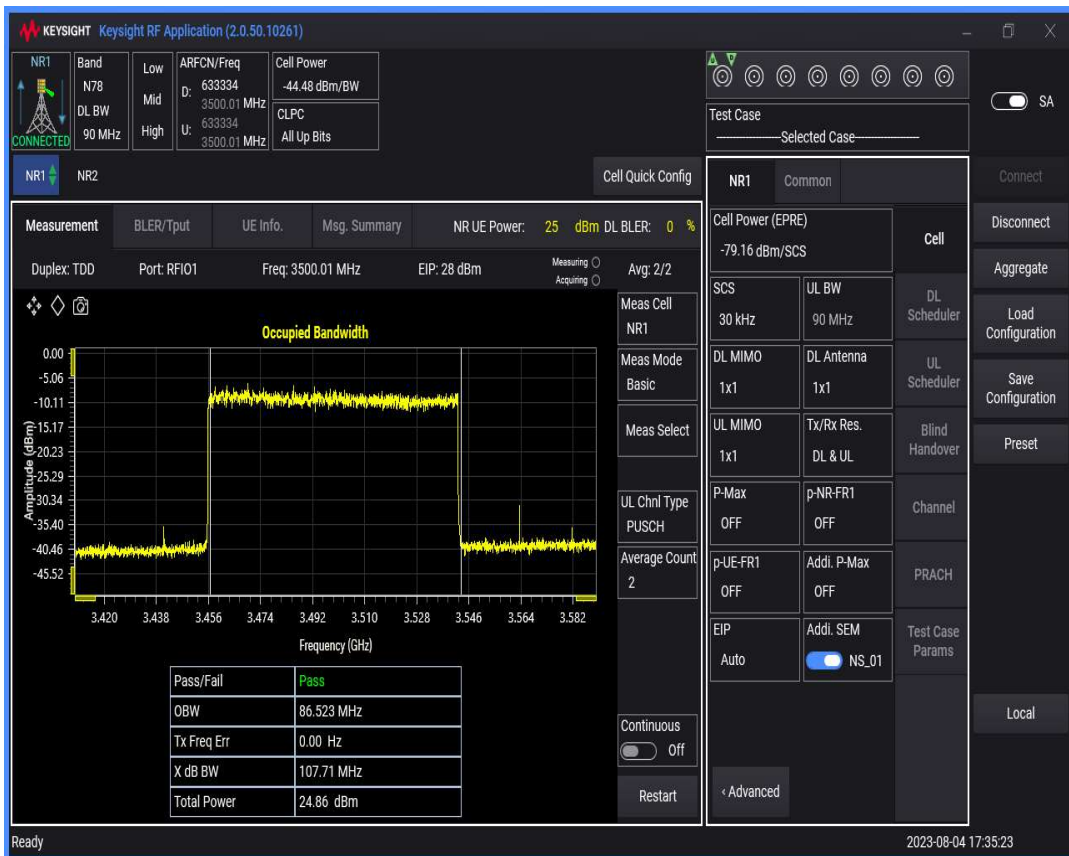 KEYSIGHT Keysight RF Application (2.0.50.10261)
NR1
CONNECTED
Band
N78
DL BW
90 MHz
Low
Mid
High
ARFCN/Freq
D: 633334
3500.01 MHz
U: 633334
3500.01 MHz
Cell Power
-44.48 dBm/BW
CLPC
All Up Bits
Test Case
Selected Case
SA
NR1 NR2
Cell Quick Config
Measurement BLER/Tput UE Info. Msg. Summary NR UE Power: 25 dBm DL BLER: 0 %
Duplex: TDD Port: RFIO1 Freq: 3500.01 MHz EIP: 28 dBm Measuring Acquiring Avg: 2/2
Occupied Bandwidth
Amplitude (dBm)
0.00
-5.06
-10.11
-15.17
-20.23
-25.29
-30.34
-35.40
-40.46
-45.52
3.420 3.438 3.456 3.474 3.492 3.510 3.528 3.546 3.564 3.582
Frequency (GHz)
Pass/Fail Pass
OBW 86.523 MHz
Tx Freq Err 0.00 Hz
X dB BW 107.71 MHz
Total Power 24.86 dBm
Meas Cell
NR1
Meas Mode
Basic
Meas Select
UL Chnl Type
PUSCH
Average Count
2
Continuous
Off
Restart
NR1 Common
Cell Power (EPRE)
-79.16 dBm/SCS
SCS
30 kHz
UL BW
90 MHz
DL MIMO
1x1
DL Antenna
1x1
UL MIMO
1x1
Tx/Rx Res.
DL & UL
P-Max
OFF
p-NR-FR1
OFF
p-UE-FR1
OFF
Addi. P-Max
OFF
EIP
Auto
Addi. SEM
NS_01
‹ Advanced
Cell
DL
Scheduler
UL
Scheduler
Blind
Handover
Channel
PRACH
Test Case
Params
Connect
Disconnect
Aggregate
Load
Configuration
Save
Configuration
Preset
Local
Ready
2023-08-04 17:35:23